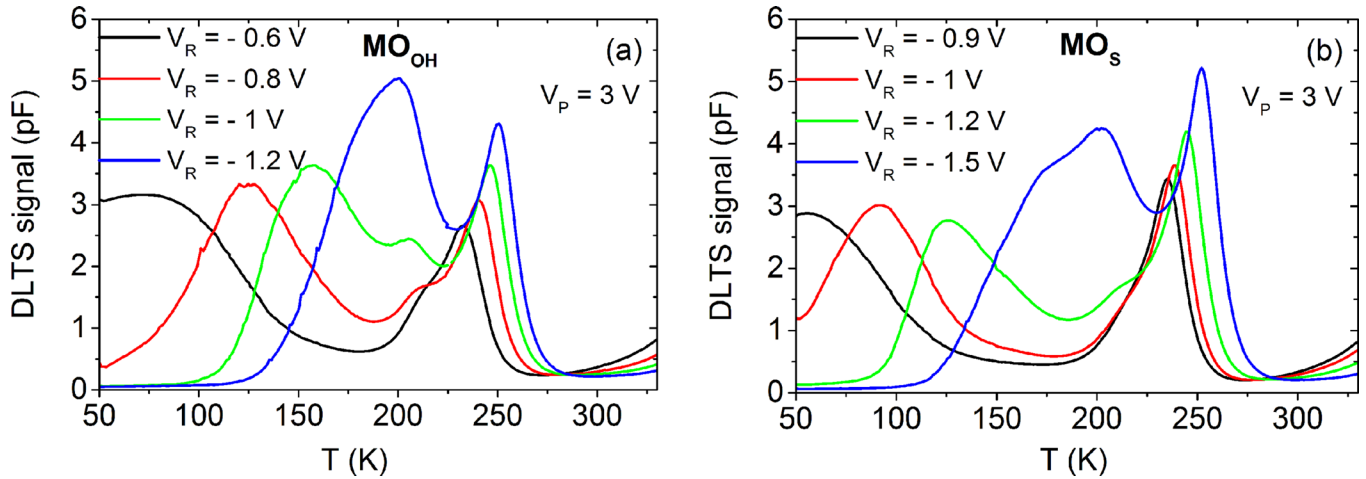 6
5
4
3
2
1
0
DLTS signal (pF)
V_R = - 0.6 V
V_R = - 0.8 V
V_R = - 1 V
V_R = - 1.2 V
MO_OH
(a)
V_P = 3 V
50 100 150 200 250 300
T (K)
6
5
4
3
2
1
0
DLTS signal (pF)
V_R = - 0.9 V
V_R = - 1 V
V_R = - 1.2 V
V_R = - 1.5 V
MO_S
(b)
V_P = 3 V
50 100 150 200 250 300
T (K)